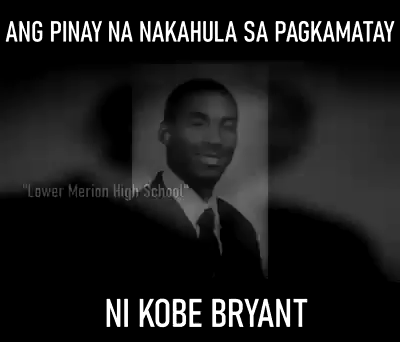 ANG PINAY NA NAKAHULA SA PAGKAMATAY
"Lower Merion High School"
NI KOBE BRYANT